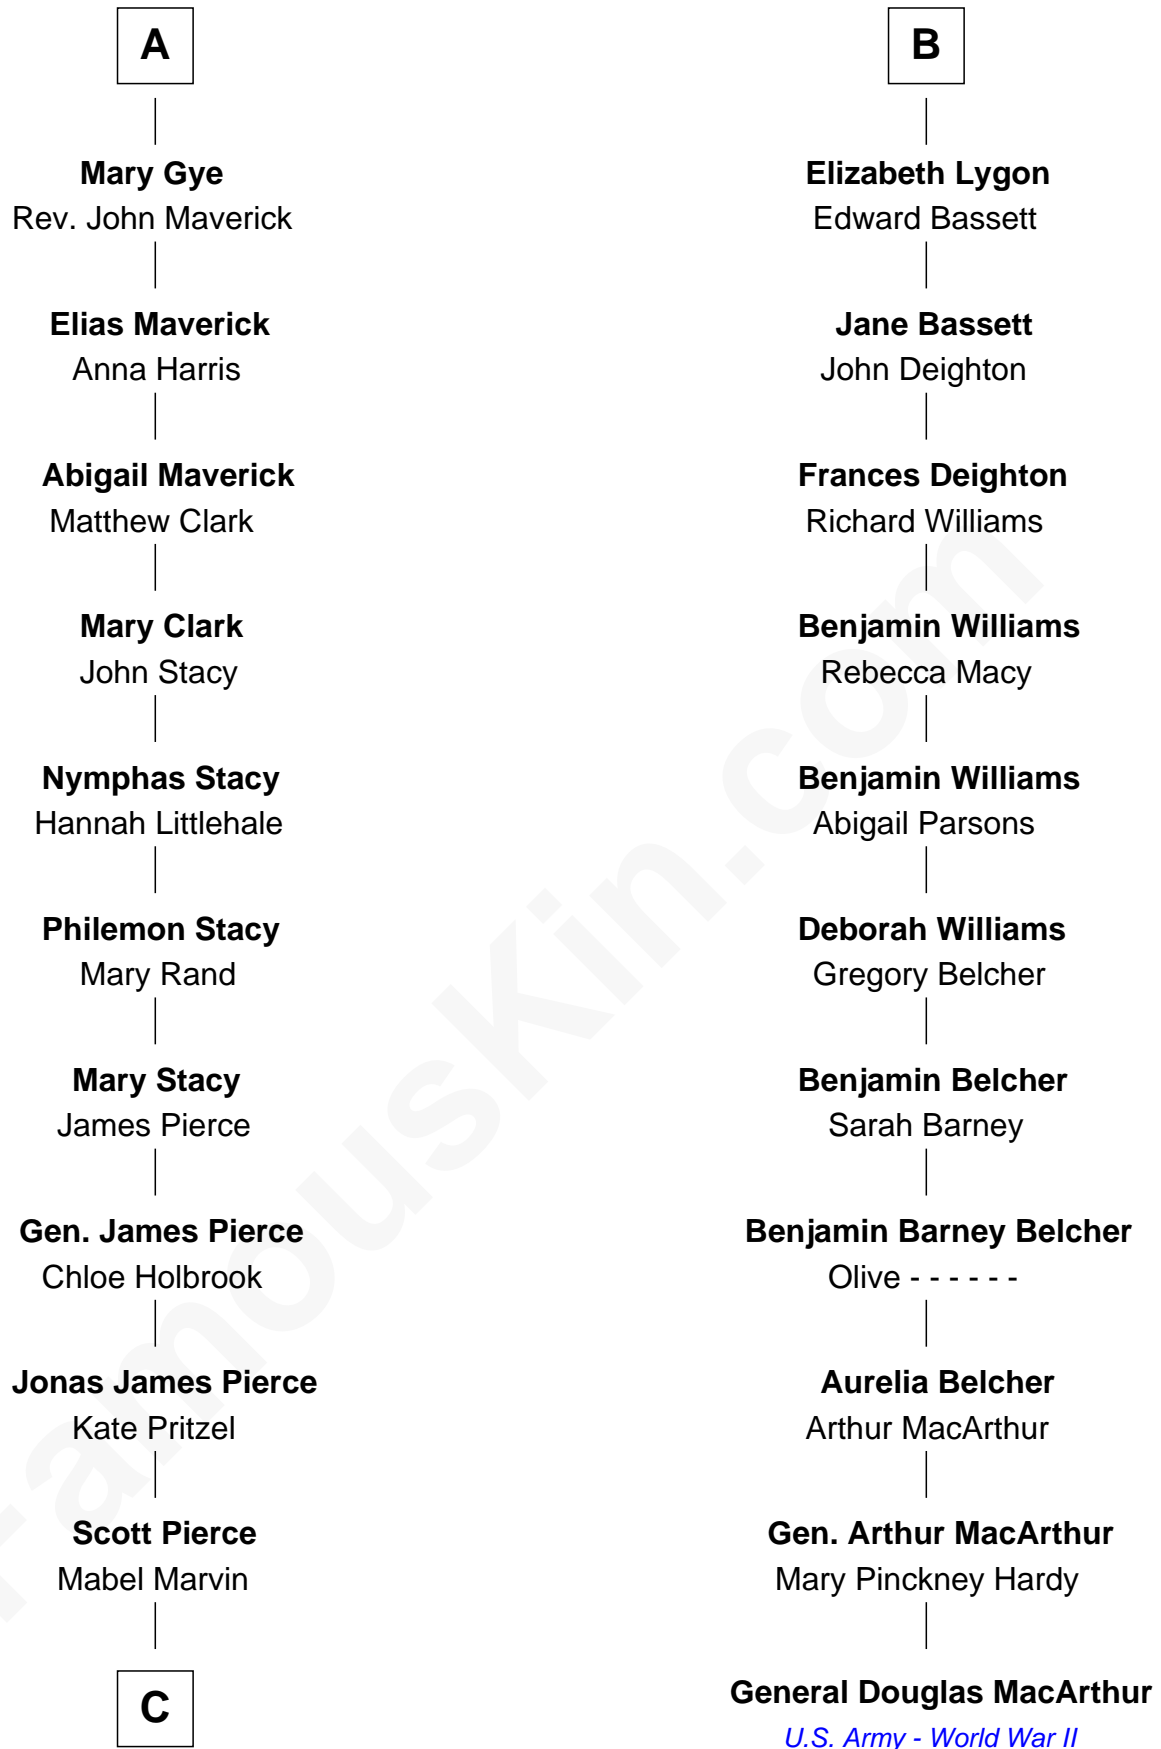 A
Mary Gye
Rev. John Maverick
Elias Maverick
Anna Harris
Abigail Maverick
Matthew Clark
Mary Clark
John Stacy
Nymphas Stacy
Hannah Littlehale
Philemon Stacy
Mary Rand
Mary Stacy
James Pierce
Gen. James Pierce
Chloe Holbrook
Jonas James Pierce
Kate Pritzel
Scott Pierce
Mabel Marvin
C
B
Elizabeth Lygon
Edward Bassett
Jane Bassett
John Deighton
Frances Deighton
Richard Williams
Benjamin Williams
Rebecca Macy
Benjamin Williams
Abigail Parsons
Deborah Williams
Gregory Belcher
Benjamin Belcher
Sarah Barney
Benjamin Barney Belcher
Olive - - - - - -
Aurelia Belcher
Arthur MacArthur
Gen. Arthur MacArthur
Mary Pinckney Hardy
General Douglas MacArthur
U.S. Army - World War II
FamousKin.com